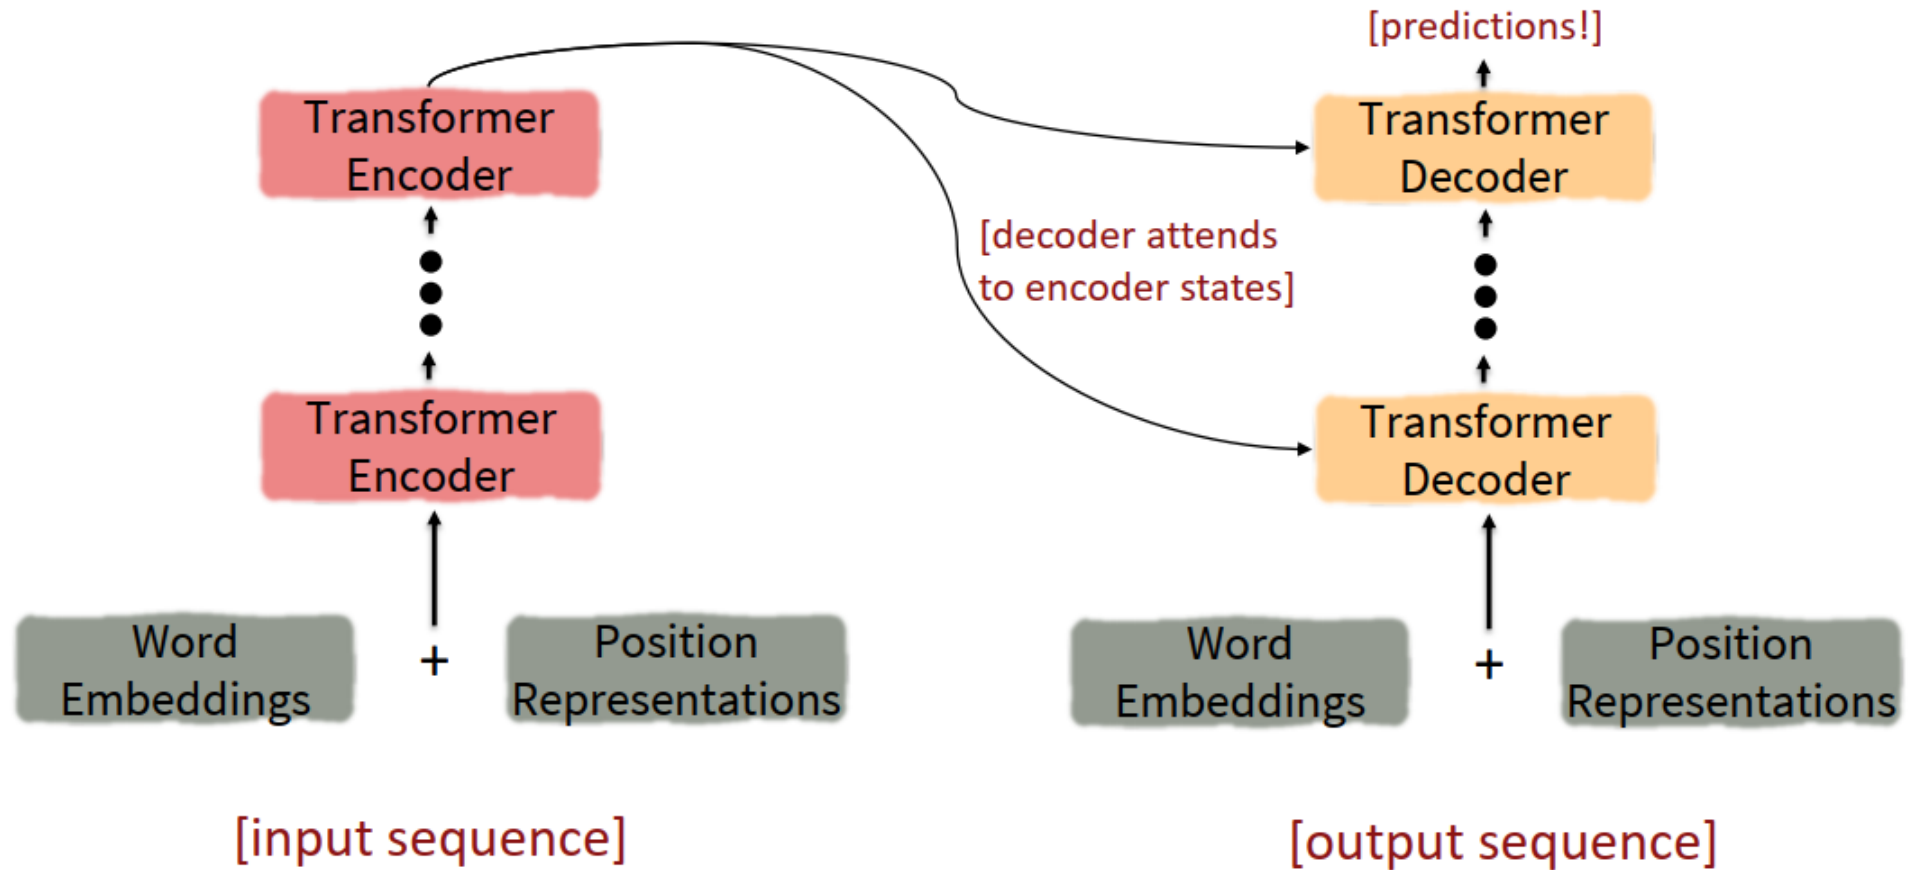 [predictions!]
Transformer
Encoder
Transformer
Decoder
[decoder attends
to encoder states]
Transformer
Encoder
Transformer
Decoder
Word
Embeddings
+
Position
Representations
Word
Embeddings
+
Position
Representations
[input sequence]
[output sequence]